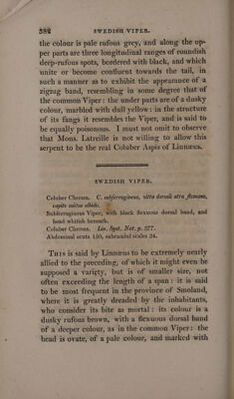 382 SWEDISH VIPER.
the colour is pale rufous grey, and along the up-
per parts are three longitudinal ranges of roundish
deep-rufous spots, bordered with black, and which
unite or become confluent towards the tail, in
such a manner as to exhibit the appearance of a
zigzag band, resembling in some degree that of
the common Viper: the under parts are of a dusky
colour, marbled with dull yellow: in the structure
of its fangs it resembles the Viper, and is said to
be equally poisonous. I must not omit to observe
that Mons. Latreille is not willing to allow this
serpent to be the real Coluber Aspis of Linnæus.
SWEDISH VIPER.
Coluber Chersea. C. subferrugineus, vitta dorsali atra flexuosa,
capite subtus albido.
Subferruginous Viper, with black flexuous dorsal band, and
head whitish beneath.
Coluber Chersea. Lin. Syst. Nat. p. 377.
Abdominal scuta 150, subcaudal scales 34.
This is said by Linnæus to be extremely nearly
allied to the preceding, of which it might even be
supposed a variety, but is of smaller size, not
often exceeding the length of a span: it is said
to be most frequent in the province of Smoland,
where it is greatly dreaded by the inhabitants,
who consider its bite as mortal: its colour is a
dusky rufous brown, with a flexuous dorsal band
of a deeper colour, as in the common Viper: the
head is ovate, of a pale colour, and marked with